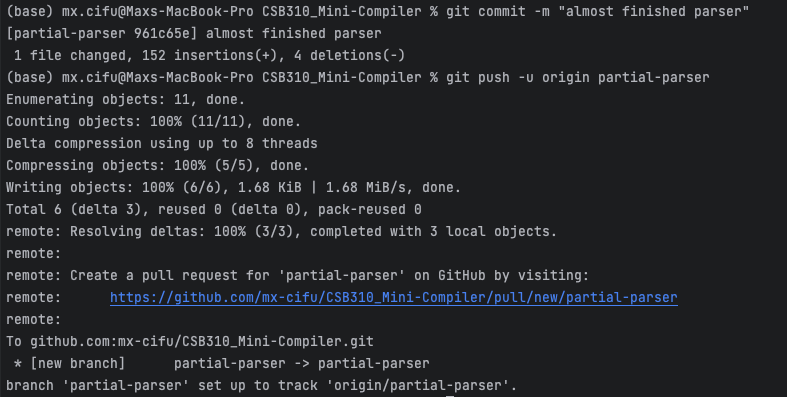 (base) mx.cifu@Maxs-MacBook-Pro CSB310_Mini-Compiler % git commit -m "almost finished parser"
[partial-parser 961c65e] almost finished parser
 1 file changed, 152 insertions(+), 4 deletions(-)
(base) mx.cifu@Maxs-MacBook-Pro CSB310_Mini-Compiler % git push -u origin partial-parser
Enumerating objects: 11, done.
Counting objects: 100% (11/11), done.
Delta compression using up to 8 threads
Compressing objects: 100% (5/5), done.
Writing objects: 100% (6/6), 1.68 KiB | 1.68 MiB/s, done.
Total 6 (delta 3), reused 0 (delta 0), pack-reused 0
remote: Resolving deltas: 100% (3/3), completed with 3 local objects.
remote:
remote: Create a pull request for 'partial-parser' on GitHub by visiting:
remote:      https://github.com/mx-cifu/CSB310_Mini-Compiler/pull/new/partial-parser
remote:
To github.com:mx-cifu/CSB310_Mini-Compiler.git
 * [new branch]      partial-parser -> partial-parser
branch 'partial-parser' set up to track 'origin/partial-parser'.